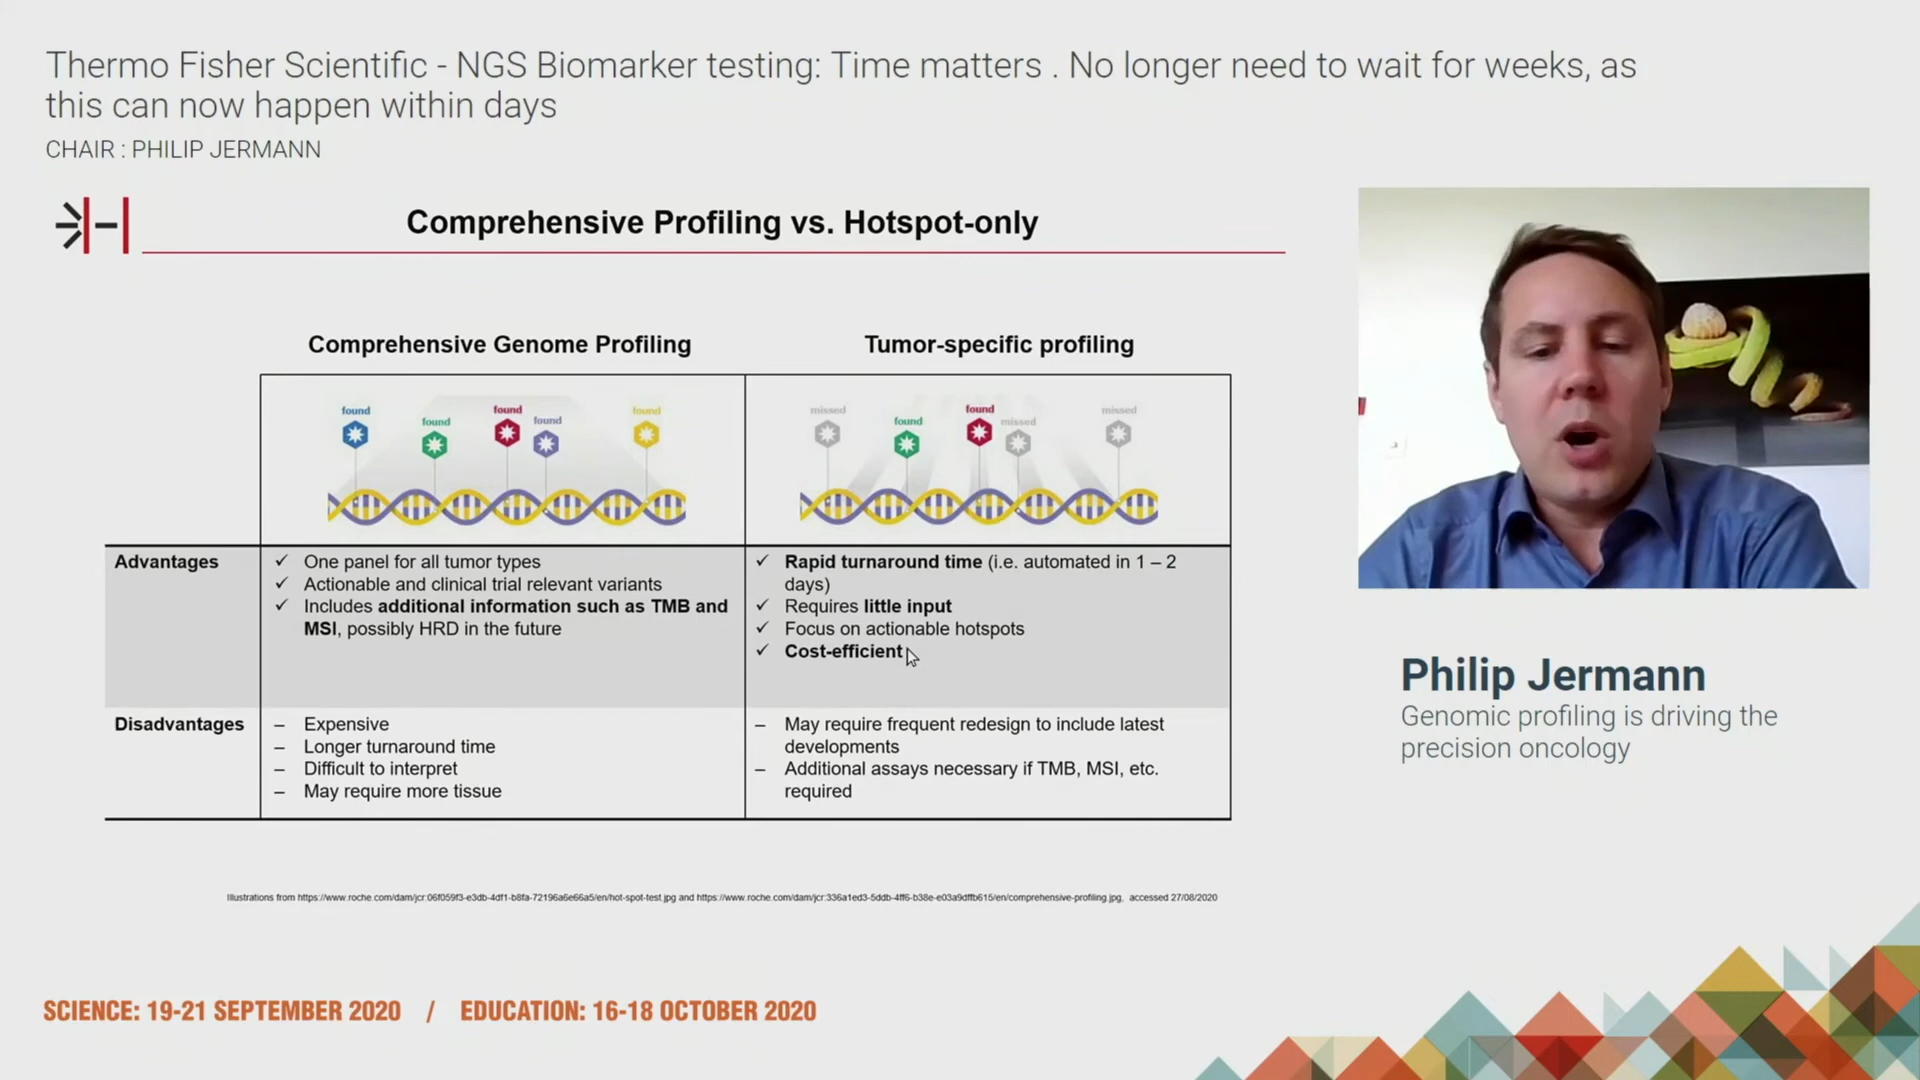 Thermo Fisher Scientific - NGS Biomarker testing: Time matters . No longer need to wait for weeks, as
this can now happen within days
CHAIR : PHILIP JERMANN
Comprehensive Profiling vs. Hotspot-only
Comprehensive Genome Profiling
Tumor-specific profiling
found
found
found
found
found
missed
found
found
missed
missed
Advantages
✓ One panel for all tumor types
✓ Actionable and clinical trial relevant variants
✓ Includes additional information such as TMB and
MSI, possibly HRD in the future
✓ Rapid turnaround time (i.e. automated in 1 – 2
days)
✓ Requires little input
✓ Focus on actionable hotspots
✓ Cost-efficient
Disadvantages
– Expensive
– Longer turnaround time
– Difficult to interpret
– May require more tissue
– May require frequent redesign to include latest
developments
– Additional assays necessary if TMB, MSI, etc.
required
Illustrations from https://www.roche.com/dam/jcr:06f059f3-e3db-4df1-b8fa-72196a6e66a5/en/hot-spot-test.jpg and https://www.roche.com/dam/jcr:336a1ed3-5ddb-4ff6-b38e-e03a9dffb615/en/comprehensive-profiling.jpg, accessed 27/08/2020
Philip Jermann
Genomic profiling is driving the
precision oncology
SCIENCE: 19-21 SEPTEMBER 2020 / EDUCATION: 16-18 OCTOBER 2020